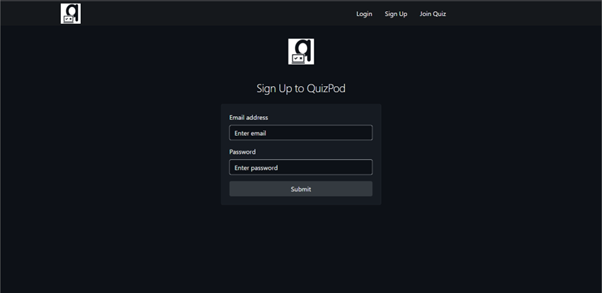 Login Sign Up Join Quiz
Sign Up to QuizPod
Email address
Enter email
Password
Enter password
Submit